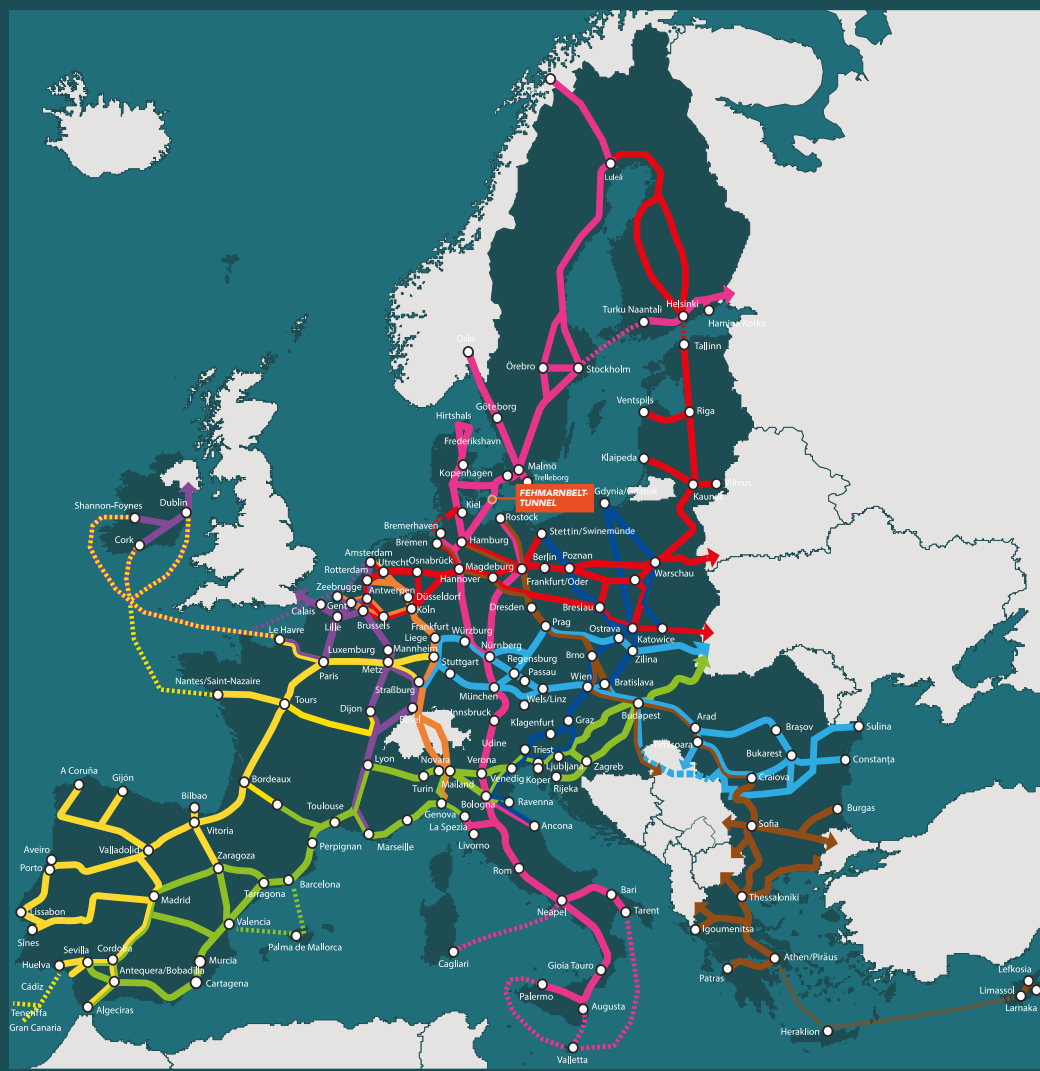 Luleå
Turku Naantali
Helsinki
Hamina Kotka
Tallinn
Oslo
Örebro
Stockholm
Ventspils
Riga
Göteborg
Hirtshals
Frederikshavn
Klaipeda
Kopenhagen
Malmö
Trelleborg
Vilnius
Kaunas
FEHMARNBELT-
TUNNEL
Gdynia/Gdansk
Shannon-Foynes
Dublin
Cork
Kiel
Rostock
Bremerhaven
Bremen
Hamburg
Stettin/Swinemünde
Amsterdam
Utrecht
Osnabrück
Rotterdam
Hannover
Magdeburg
Berlin
Poznan
Frankfurt/Oder
Warschau
Zeebrugge
Antwerpen
Düsseldorf
Calais
Gent
Köln
Lille
Brussels
Dresden
Breslau
Le Havre
Frankfurt
Liege
Würzburg
Prag
Ostrava
Katowice
Luxemburg
Mannheim
Nürnberg
Zilina
Paris
Metz
Stuttgart
Regensburg
Brno
Nantes/Saint-Nazaire
Straßburg
Passau
Wien
Bratislava
München
Wels/Linz
Tours
Dijon
Basel
Innsbruck
Klagenfurt
Graz
Budapest
Arad
Braşov
Sulina
Udine
Timişoara
Bukarest
Constanța
Lyon
Novara
Verona
Triest
Ljubljana
Zagreb
A Coruña
Gijón
Bordeaux
Turin
Mailand
Venedig
Koper
Rijeka
Craiova
Bilbao
Toulouse
Genova
Bologna
Ravenna
Burgas
Vitoria
La Spezia
Ancona
Sofia
Aveiro
Valladolid
Zaragoza
Perpignan
Marseille
Livorno
Porto
Barcelona
Rom
Madrid
Tarragona
Bari
Thessaloniki
Lissabon
Valencia
Neapel
Tarent
Igoumenitsa
Sines
Palma de Mallorca
Sevilla
Cordoba
Cagliari
Huelva
Murcia
Gioia Tauro
Athen/Piräus
Antequera/Bobadilla
Patras
Cádiz
Cartagena
Palermo
Lefkosia
Limassol
Teneriffa
Algeciras
Augusta
Larnaka
Gran Canaria
Heraklion
Valletta